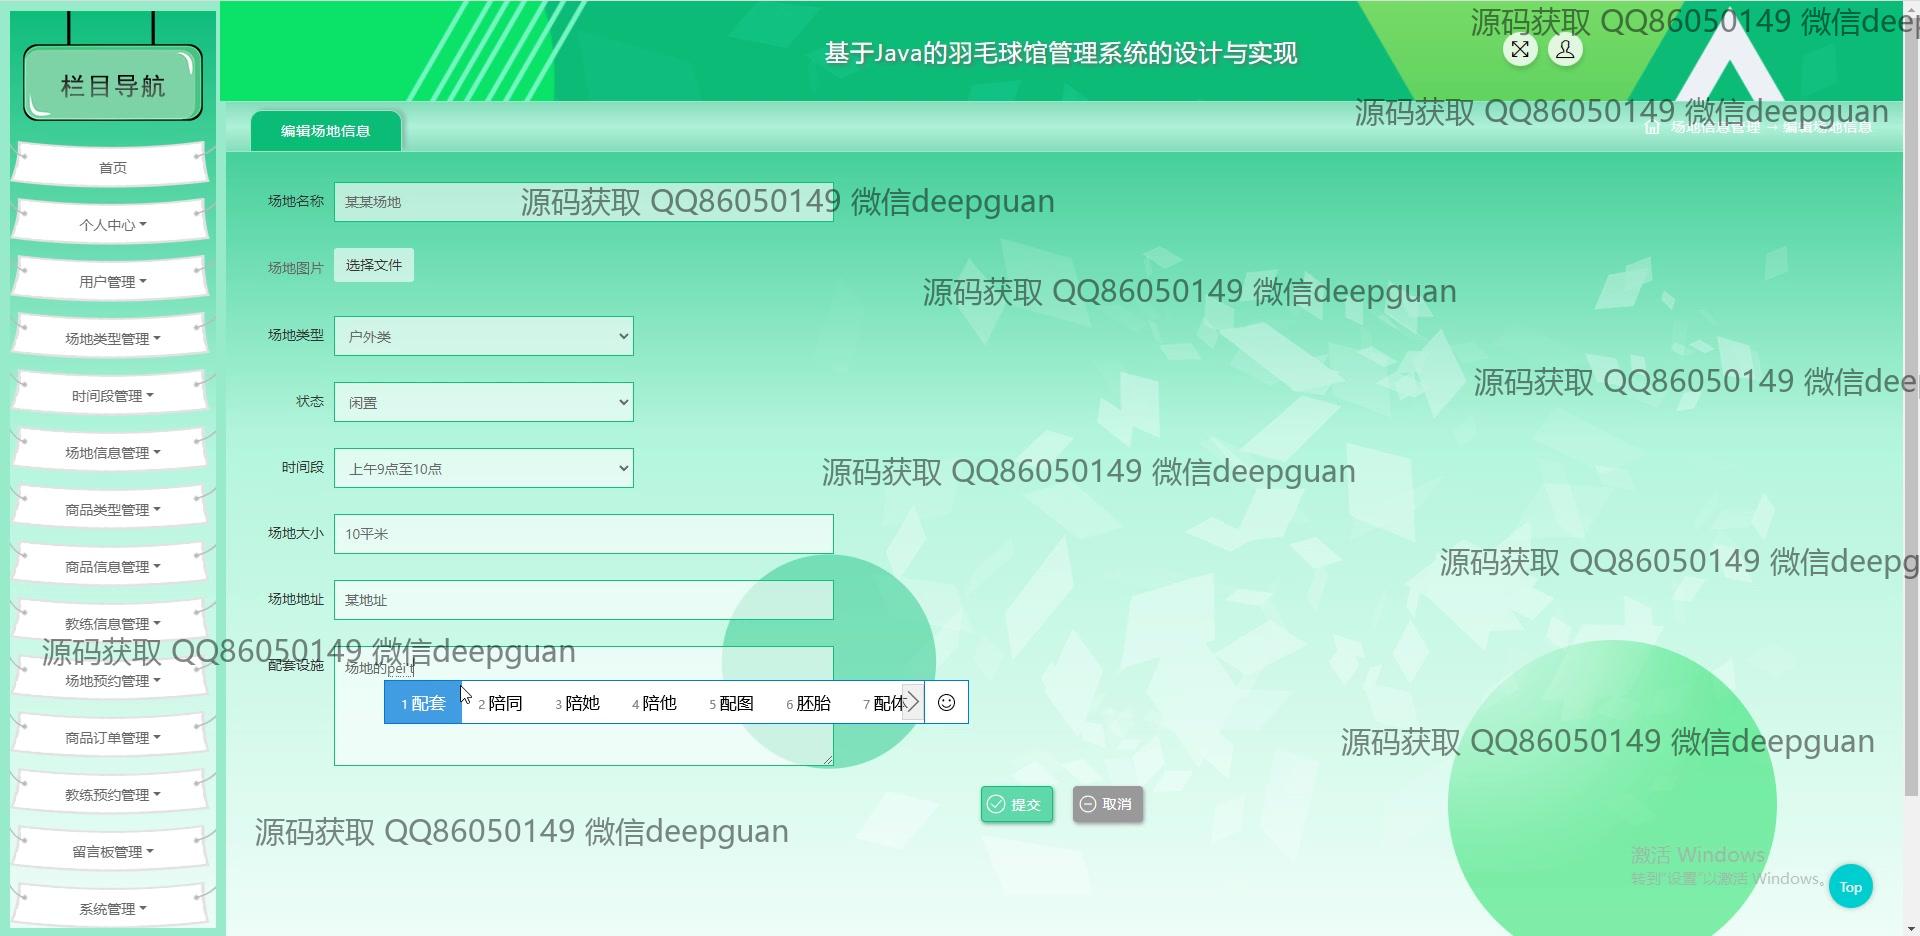 源码获取 QQ86050149 微信deep
基于Java的羽毛球馆管理系统的设计与实现
栏目导航
源码获取 QQ86050149 微信deepguan
编辑场地信息
场地信息管理 → 编辑场地信息
首页
个人中心
用户管理
场地类型管理
时间段管理
场地信息管理
商品类型管理
商品信息管理
教练信息管理
场地预约管理
商品订单管理
教练预约管理
留言板管理
系统管理
场地名称
某某场地
源码获取 QQ86050149 微信deepguan
场地图片
选择文件
源码获取 QQ86050149 微信deepguan
场地类型
户外类
源码获取 QQ86050149 微信dee
状态
闲置
时间段
上午9点至10点
源码获取 QQ86050149 微信deepguan
场地大小
10平米
源码获取 QQ86050149 微信deepg
场地地址
某地址
源码获取 QQ86050149 微信deepguan
配套设施
场地的pei't
1 配套 2 陪同 3 陪她 4 陪他 5 配图 6 胚胎 7 配体
源码获取 QQ86050149 微信deepguan
提交
取消
源码获取 QQ86050149 微信deepguan
激活 Windows
转到"设置"以激活 Windows。
Top